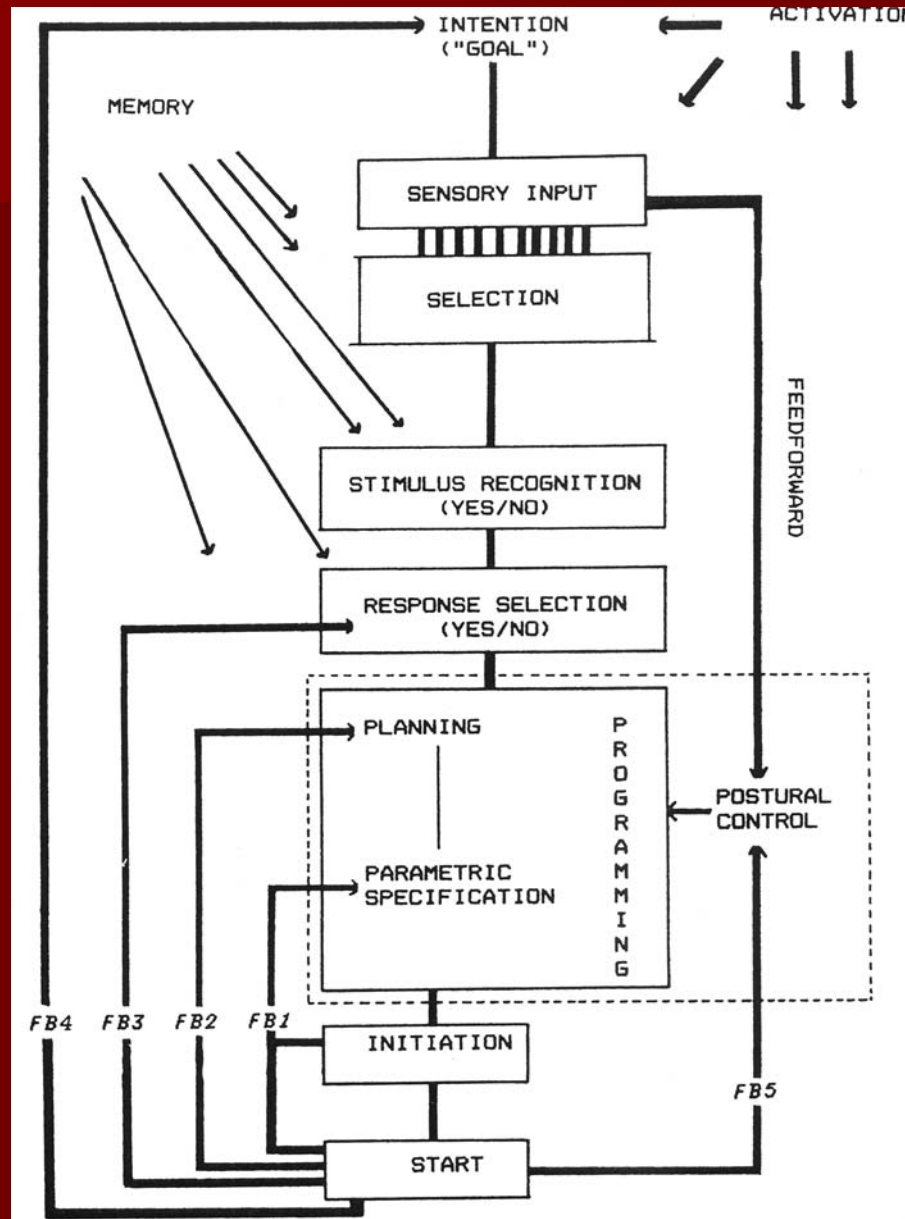 ACTIVATION
INTENTION
("GOAL")
MEMORY
SENSORY INPUT
SELECTION
FEEDFORWARD
STIMULUS RECOGNITION
(YES/NO)
RESPONSE SELECTION
(YES/NO)
PLANNING
PROGRAMMING
POSTURAL
CONTROL
PARAMETRIC
SPECIFICATION
FB4
FB3
FB2
FB1
INITIATION
FB5
START